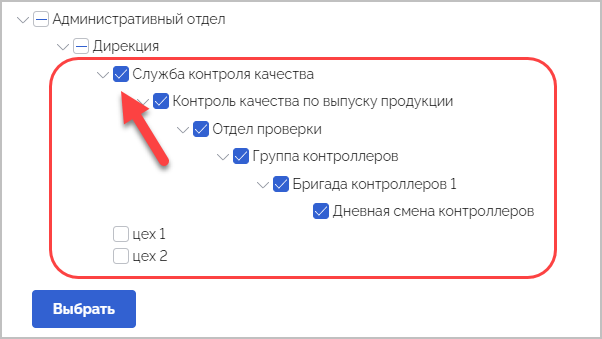 Административный отдел
Дирекция
Служба контроля качества
Контроль качества по выпуску продукции
Отдел проверки
Группа контроллеров
Бригада контроллеров 1
Дневная смена контроллеров
цех 1
цех 2
Выбрать